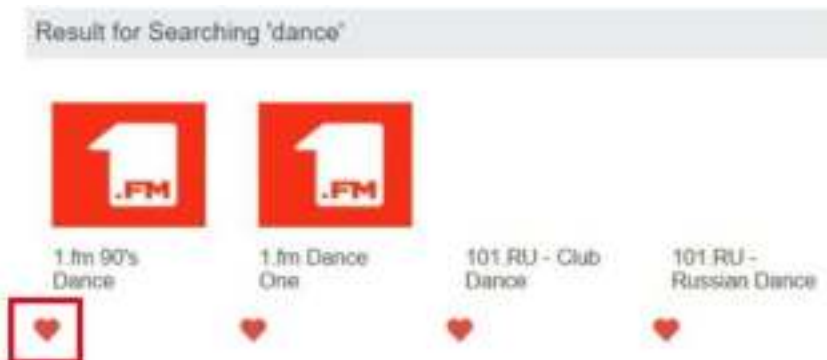 Result for Searching 'dance'
.FM
.FM
1.fm 90's
Dance
1.fm Dance
One
101.RU - Club
Dance
101.RU -
Russian Dance